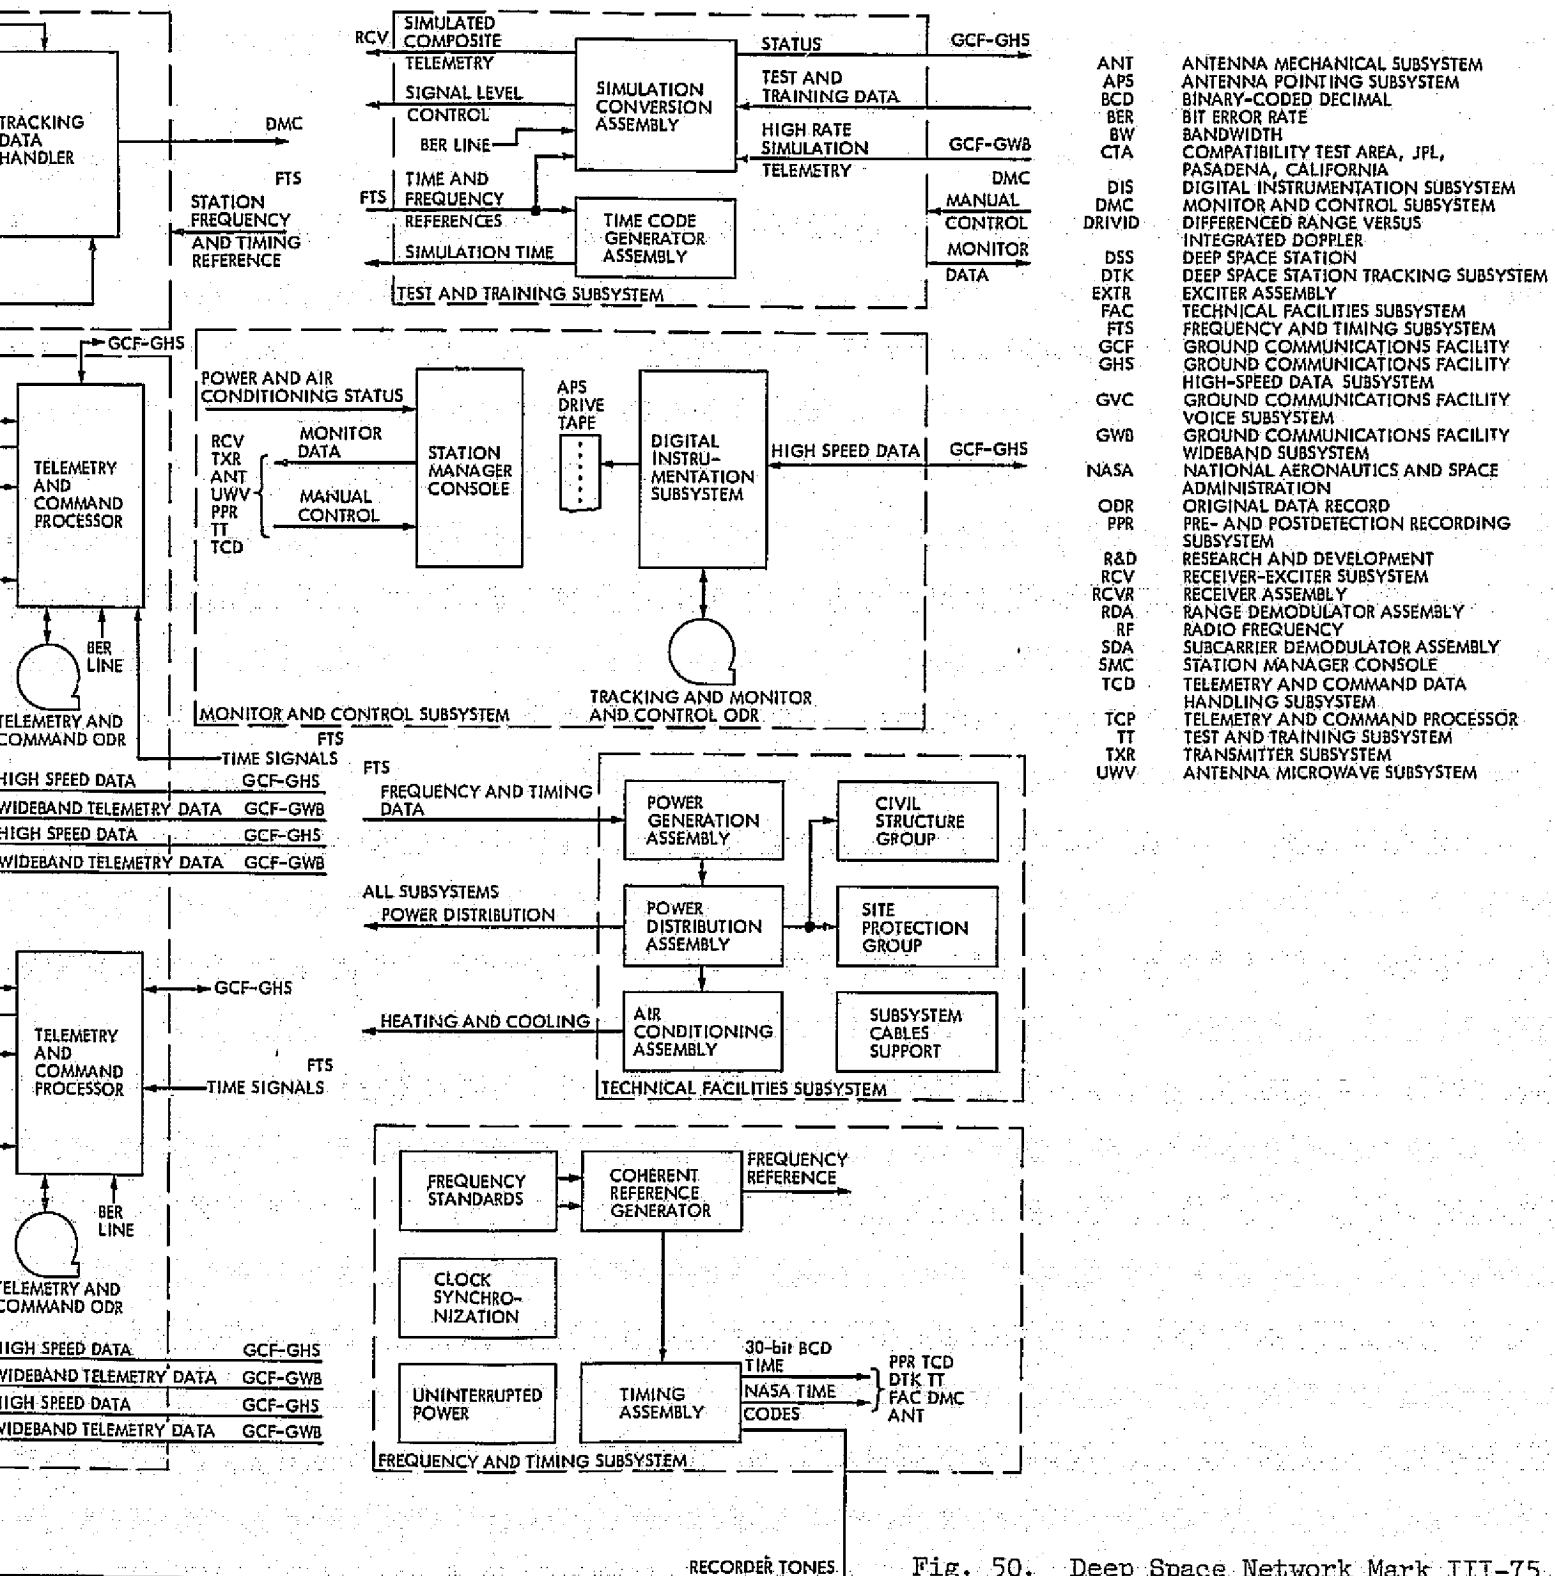 TRACKING
DATA
HANDLER
DMC
FTS
STATION
FREQUENCY
AND TIMING
REFERENCE
RCV
SIMULATED
COMPOSITE
TELEMETRY
SIGNAL LEVEL
CONTROL
BER LINE
FTS
TIME AND
FREQUENCY
REFERENCES
SIMULATION TIME
SIMULATION
CONVERSION
ASSEMBLY
TIME CODE
GENERATOR
ASSEMBLY
STATUS
TEST AND
TRAINING DATA
HIGH RATE
SIMULATION
TELEMETRY
TEST AND TRAINING SUBSYSTEM
GCF-GHS
GCF-GWB
DMC
MANUAL
CONTROL
MONITOR
DATA
GCF-GHS
TELEMETRY
AND
COMMAND
PROCESSOR
BER
LINE
TELEMETRY AND
COMMAND ODR
FTS
TIME SIGNALS
HIGH SPEED DATA GCF-GHS
WIDEBAND TELEMETRY DATA GCF-GWB
HIGH SPEED DATA GCF-GHS
WIDEBAND TELEMETRY DATA GCF-GWB
POWER AND AIR
CONDITIONING STATUS
RCV
TXR
ANT
UWV
PPR
TT
TCD
MONITOR
DATA
MANUAL
CONTROL
STATION
MANAGER
CONSOLE
APS
DRIVE
TAPE
DIGITAL
INSTRU-
MENTATION
SUBSYSTEM
HIGH SPEED DATA
GCF-GHS
TRACKING AND MONITOR
AND CONTROL ODR
MONITOR AND CONTROL SUBSYSTEM
FTS
FREQUENCY AND TIMING
DATA
ALL SUBSYSTEMS
POWER DISTRIBUTION
HEATING AND COOLING
POWER
GENERATION
ASSEMBLY
POWER
DISTRIBUTION
ASSEMBLY
AIR
CONDITIONING
ASSEMBLY
CIVIL
STRUCTURE
GROUP
SITE
PROTECTION
GROUP
SUBSYSTEM
CABLES
SUPPORT
TECHNICAL FACILITIES SUBSYSTEM
GCF-GHS
TELEMETRY
AND
COMMAND
PROCESSOR
FTS
TIME SIGNALS
BER
LINE
TELEMETRY AND
COMMAND ODR
HIGH SPEED DATA GCF-GHS
WIDEBAND TELEMETRY DATA GCF-GWB
HIGH SPEED DATA GCF-GHS
WIDEBAND TELEMETRY DATA GCF-GWB
FREQUENCY
STANDARDS
COHERENT
REFERENCE
GENERATOR
FREQUENCY
REFERENCE
CLOCK
SYNCHRO-
NIZATION
UNINTERRUPTED
POWER
TIMING
ASSEMBLY
30-bit BCD
TIME
NASA TIME
CODES
PPR TCD
DTK TT
FAC DMC
ANT
FREQUENCY AND TIMING SUBSYSTEM
RECORDER TONES
ANT ANTENNA MECHANICAL SUBSYSTEM
APS ANTENNA POINTING SUBSYSTEM
BCD BINARY-CODED DECIMAL
BER BIT ERROR RATE
BW BANDWIDTH
CTA COMPATIBILITY TEST AREA, JPL,
PASADENA, CALIFORNIA
DIS DIGITAL INSTRUMENTATION SUBSYSTEM
DMC MONITOR AND CONTROL SUBSYSTEM
DRIVID DIFFERENCED RANGE VERSUS
INTEGRATED DOPPLER
DSS DEEP SPACE STATION
DTK DEEP SPACE STATION TRACKING SUBSYSTEM
EXTR EXCITER ASSEMBLY
FAC TECHNICAL FACILITIES SUBSYSTEM
FTS FREQUENCY AND TIMING SUBSYSTEM
GCF GROUND COMMUNICATIONS FACILITY
GHS GROUND COMMUNICATIONS FACILITY
HIGH-SPEED DATA SUBSYSTEM
GVC GROUND COMMUNICATIONS FACILITY
VOICE SUBSYSTEM
GWB GROUND COMMUNICATIONS FACILITY
WIDEBAND SUBSYSTEM
NASA NATIONAL AERONAUTICS AND SPACE
ADMINISTRATION
ODR ORIGINAL DATA RECORD
PPR PRE- AND POSTDETECTION RECORDING
SUBSYSTEM
R&D RESEARCH AND DEVELOPMENT
RCV RECEIVER-EXCITER SUBSYSTEM
RCVR RECEIVER ASSEMBLY
RDA RANGE DEMODULATOR ASSEMBLY
RF RADIO FREQUENCY
SDA SUBCARRIER DEMODULATOR ASSEMBLY
SMC STATION MANAGER CONSOLE
TCD TELEMETRY AND COMMAND DATA
HANDLING SUBSYSTEM
TCP TELEMETRY AND COMMAND PROCESSOR
TT TEST AND TRAINING SUBSYSTEM
TXR TRANSMITTER SUBSYSTEM
UWV ANTENNA MICROWAVE SUBSYSTEM
Fig. 50. Deep Space Network Mark III-75